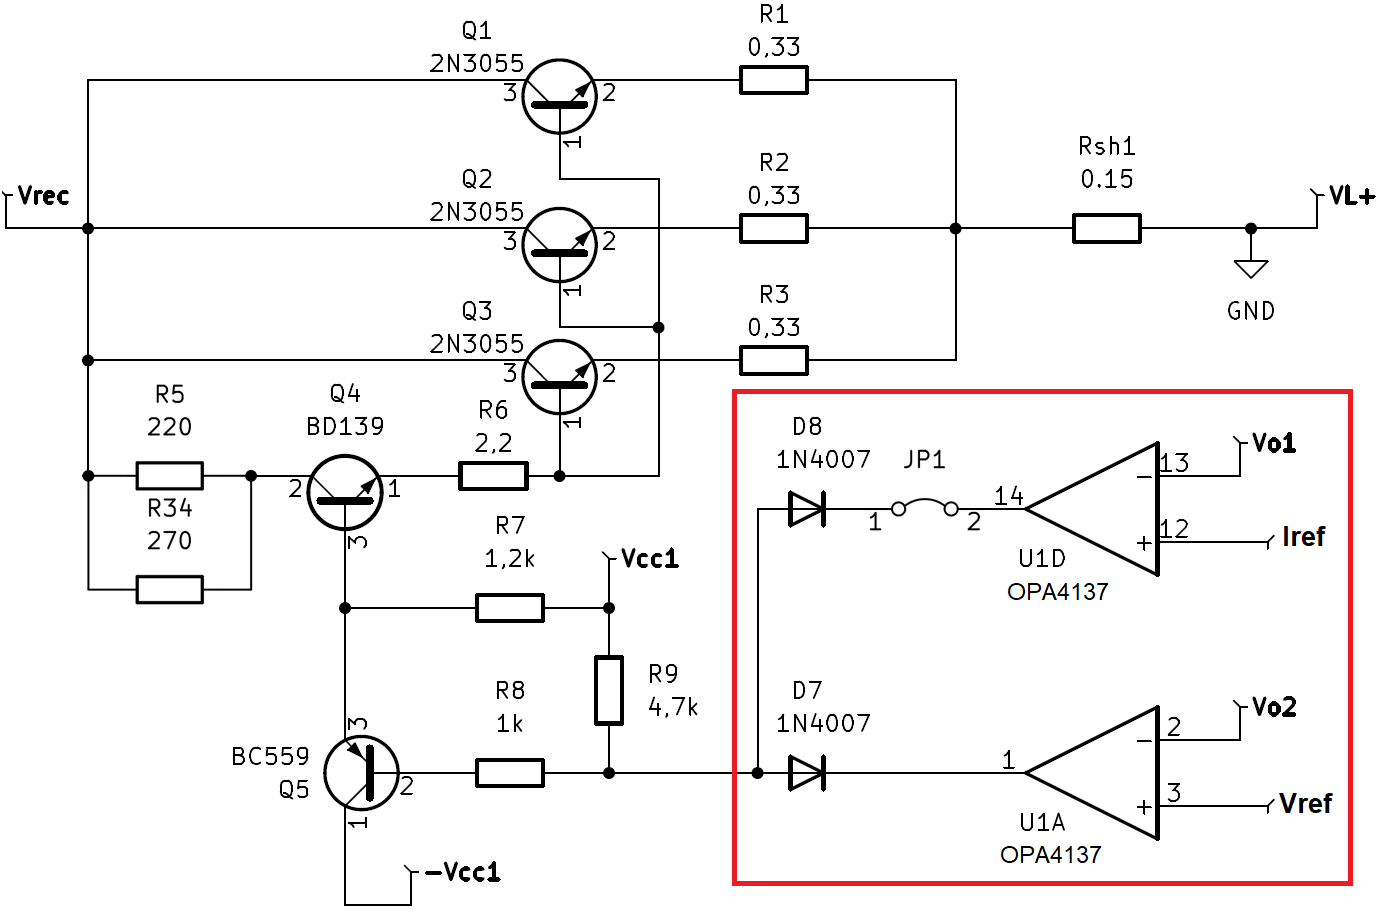 Q1
2N3055
3
2
1
R1
0,33
Q2
2N3055
3
2
1
R2
0,33
Rsh1
0.15
Vrec
VL+
GND
Q3
2N3055
3
2
1
R3
0,33
R5
220
Q4
BD139
2
1
3
R6
2,2
R34
270
R7
1,2k
Vcc1
R9
4,7k
R8
1k
BC559
Q5
3
2
1
-Vcc1
D8
1N4007
JP1
1
2
14
13
12
Vo1
Iref
U1D
OPA4137
-
+
D7
1N4007
1
2
3
Vo2
Vref
U1A
OPA4137
-
+